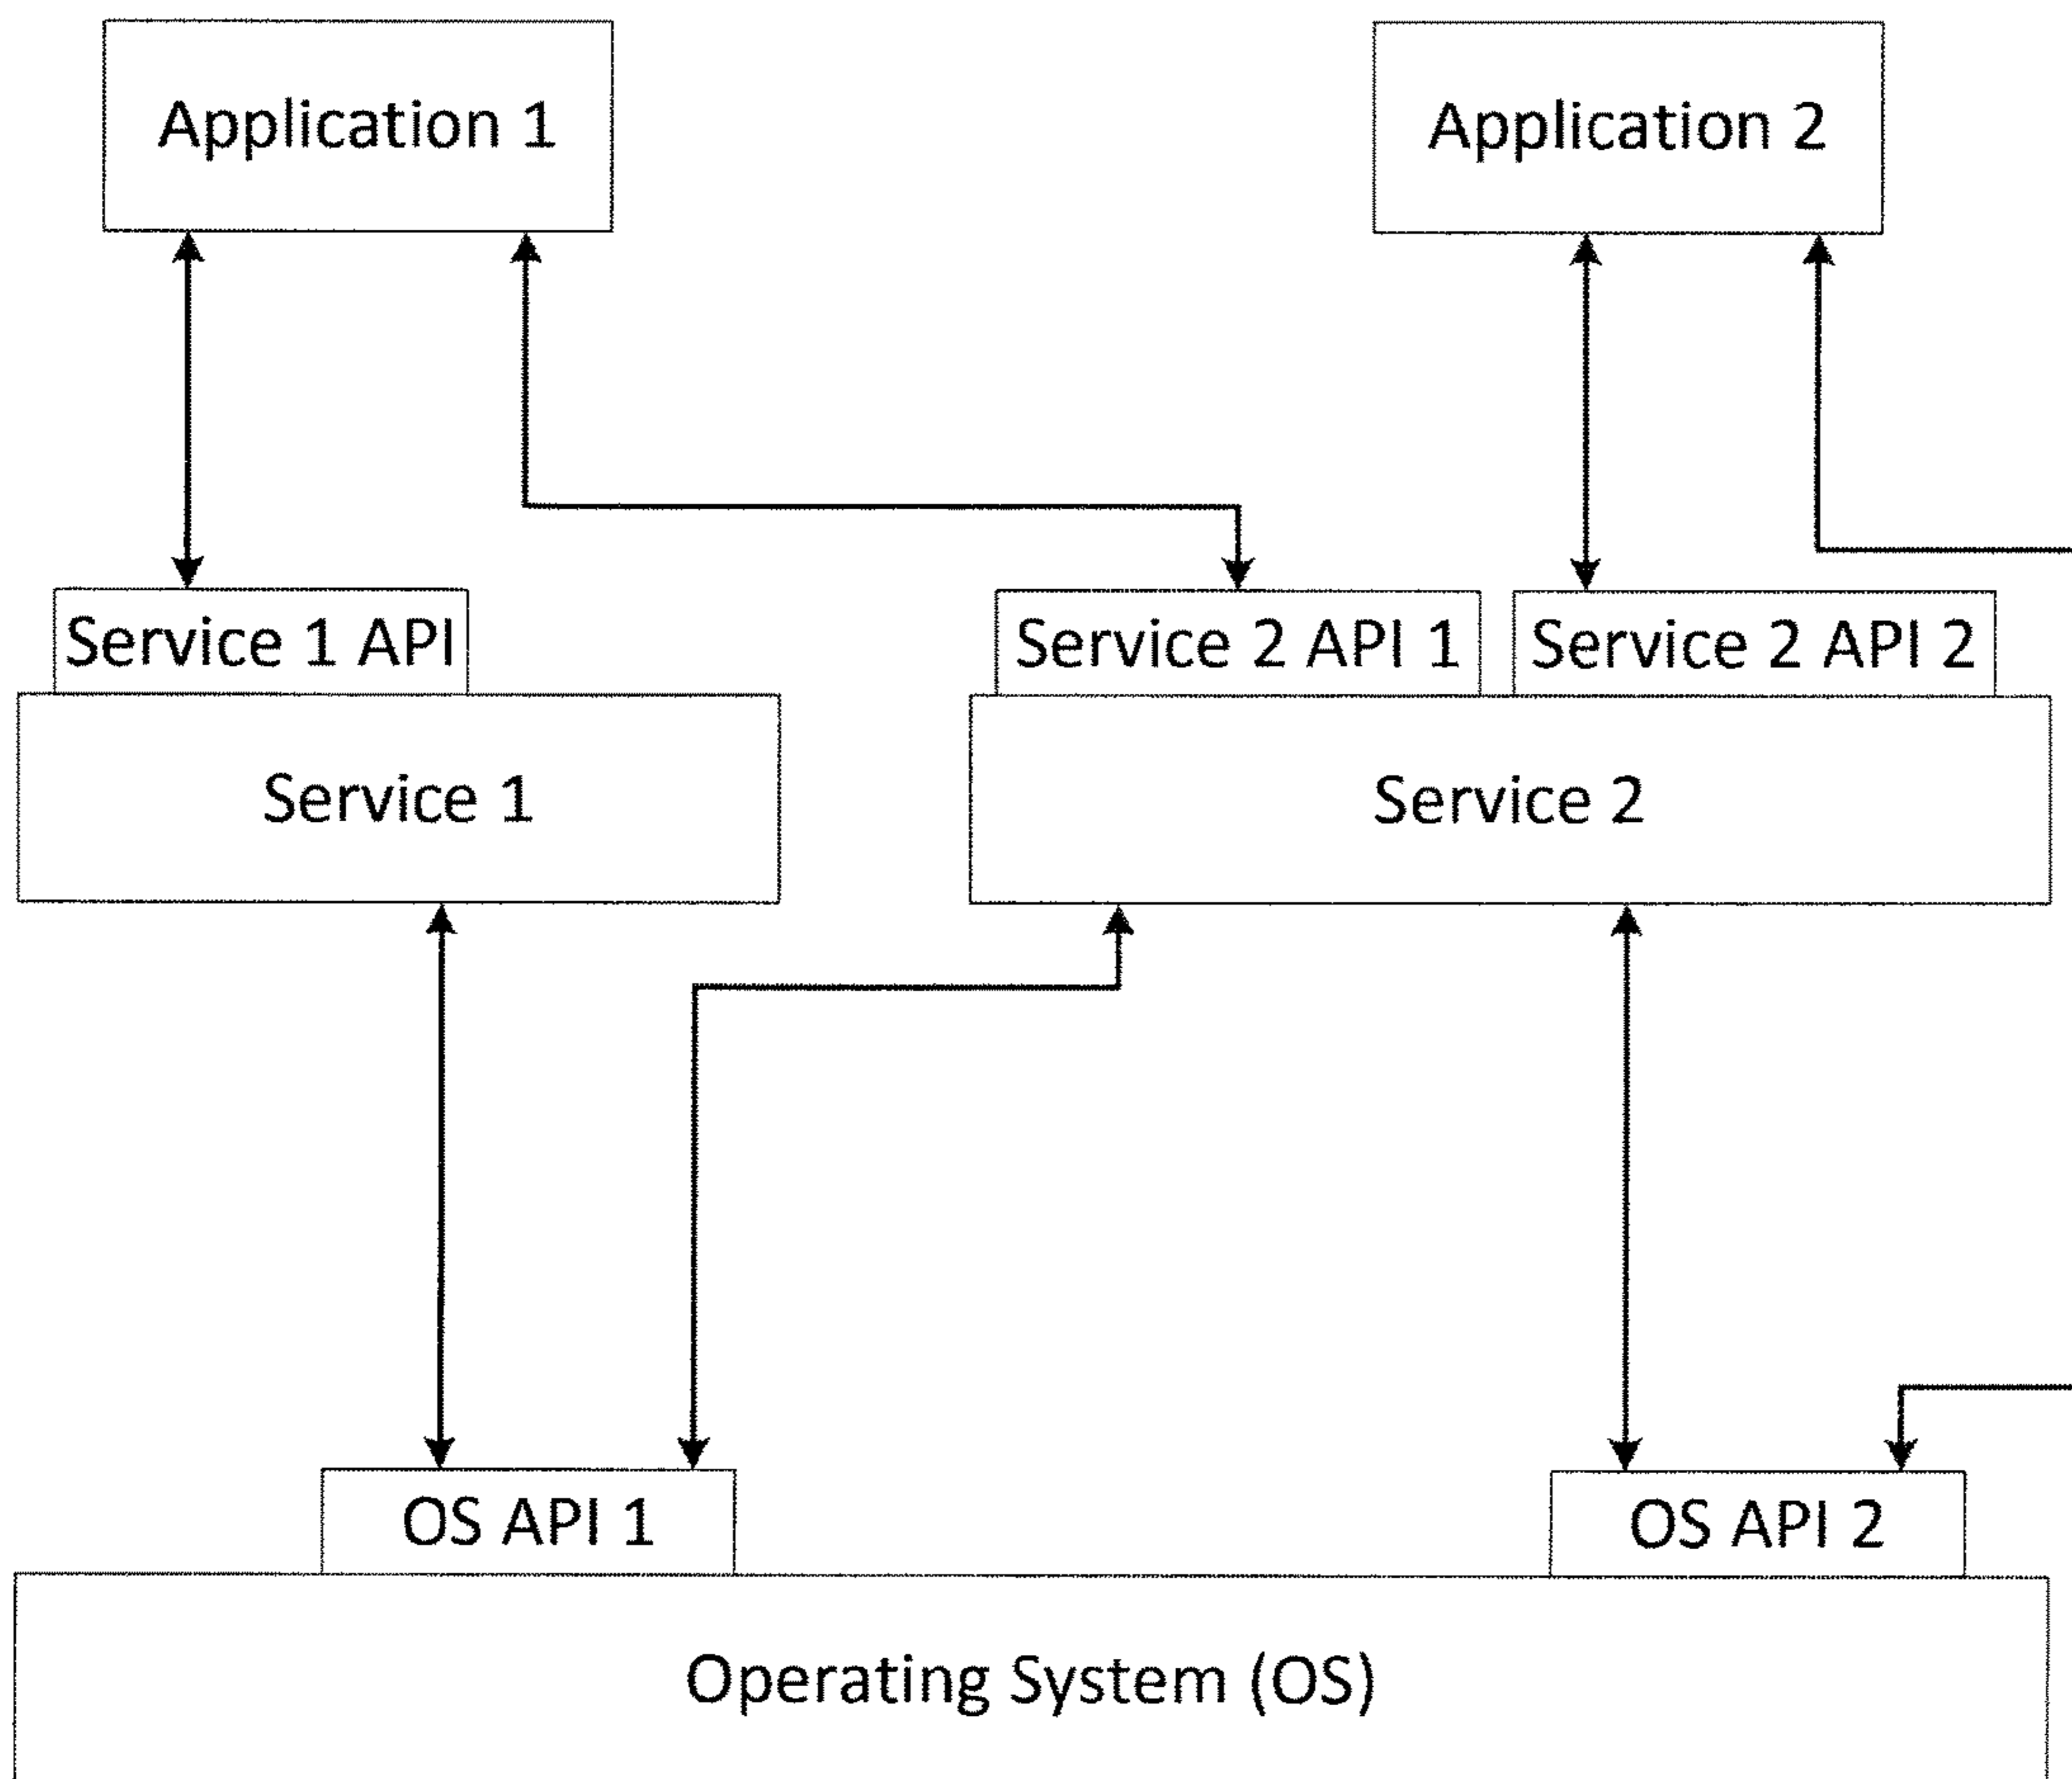 Application 1
Application 2
Service 1 API
Service 2 API 1
Service 2 API 2
Service 1
Service 2
OS API 1
OS API 2
Operating System (OS)